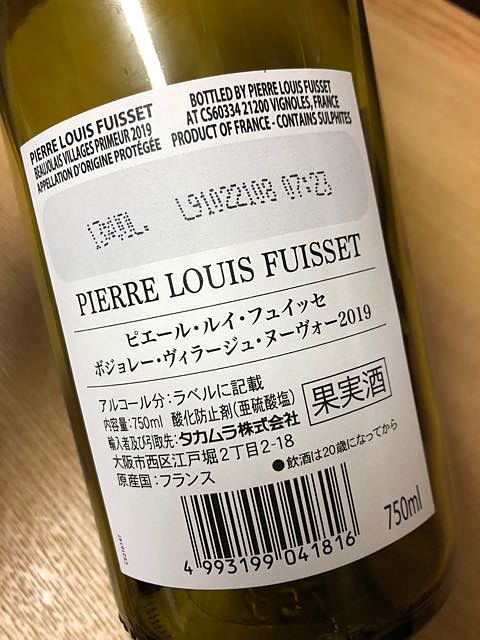 PIERRE LOUIS FUISSET
BEAUJOLAIS VILLAGES PRIMEUR 2019
APPELLATION D'ORIGINE PROTÉGÉE
BOTTLED BY PIERRE LOUIS FUISSET
AT CS60334 21200 VIGNOLES, FRANCE
PRODUCT OF FRANCE - CONTAINS SULPHITES
L91022108 07:23
PIERRE LOUIS FUISSET
ピエール・ルイ・フュイッセ
ボジョレー・ヴィラージュ・ヌーヴォー2019
アルコール分:ラベルに記載
内容量:750ml 酸化防止剤(亜硫酸塩)
輸入者及び引取先:タカムラ株式会社
大阪市西区江戸堀2丁目2-18
原産国:フランス
果実酒
●飲酒は20歳になってから
4 993199 041816
750ml